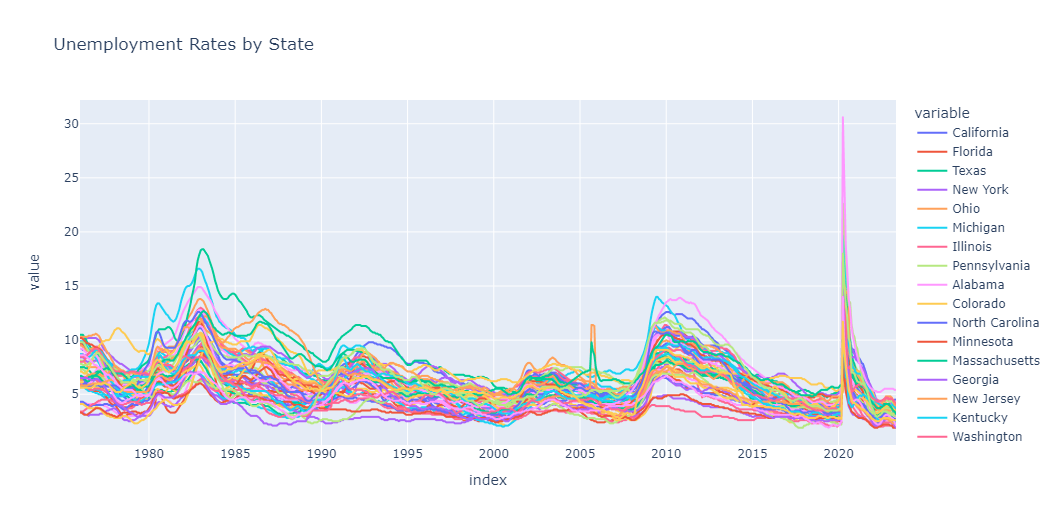 Unemployment Rates by State
variable
California
Florida
Texas
New York
Ohio
Michigan
Illinois
Pennsylvania
Alabama
Colorado
North Carolina
Minnesota
Massachusetts
Georgia
New Jersey
Kentucky
Washington
value
30
25
20
15
10
5
1980 1985 1990 1995 2000 2005 2010 2015 2020
index